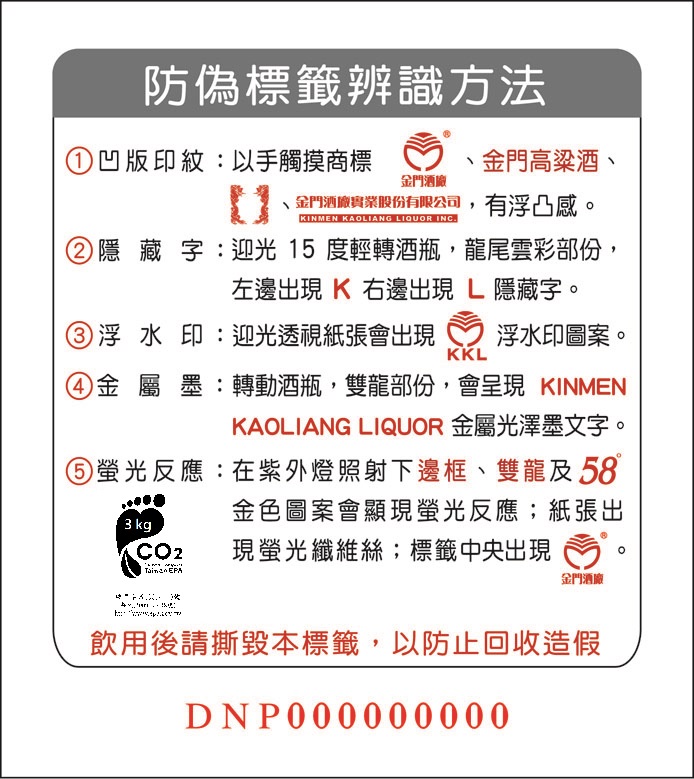 防偽標籤辨識方法
①凹版印紋：以手觸摸商標 金門酒廠® 、金門高粱酒、
、金門酒廠實業股份有限公司，有浮凸感。
KINMEN KAOLIANG LIQUOR INC.
②隱藏字：迎光 15 度輕轉酒瓶，龍尾雲彩部份，
左邊出現 K 右邊出現 L 隱藏字。
③浮水印：迎光透視紙張會出現 KKL 浮水印圖案。
④金屬墨：轉動酒瓶，雙龍部份，會呈現 KINMEN
KAOLIANG LIQUOR 金屬光澤墨文字。
⑤螢光反應：在紫外燈照射下邊框、雙龍及 58°
金色圖案會顯現螢光反應；紙張出
現螢光纖維絲；標籤中央出現 金門酒廠® 。
3 kg
CO2
Taiwan EPA
飲用後請撕毀本標籤，以防止回收造假
DNP000000000